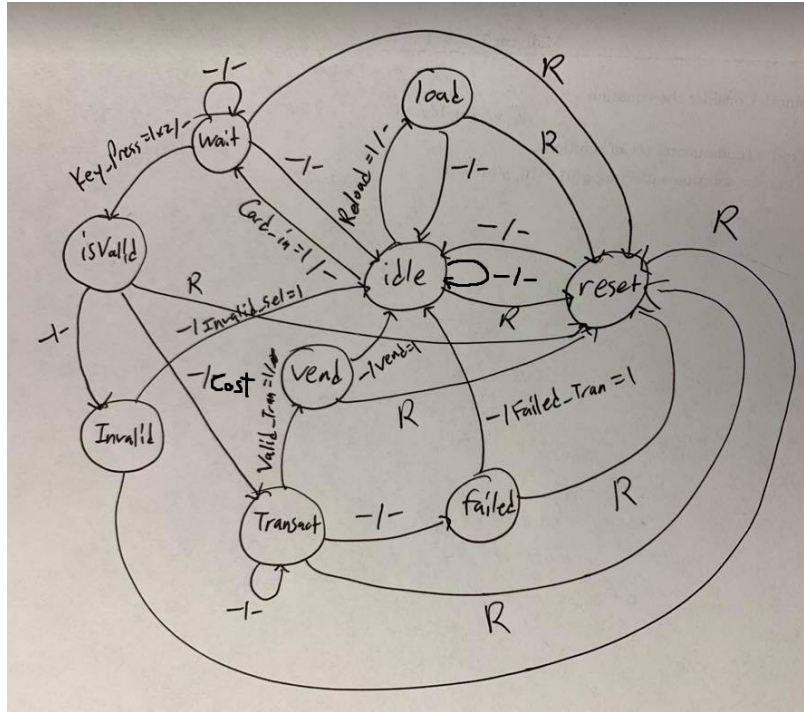 -/-
R
load
wait
Key_Press=1x2/-
-/-
Reload=1/-
-/-
R
Card_in=1/-
isValid
-/-
R
idle
-/-
reset
R
R
-/Invalid_sel=1
-/-
-/cost
vend
-/vend=1
Valid_Tran=1/-
R
-/Failed_Tran=1
Invalid
Transact
-/-
failed
R
-/-
R